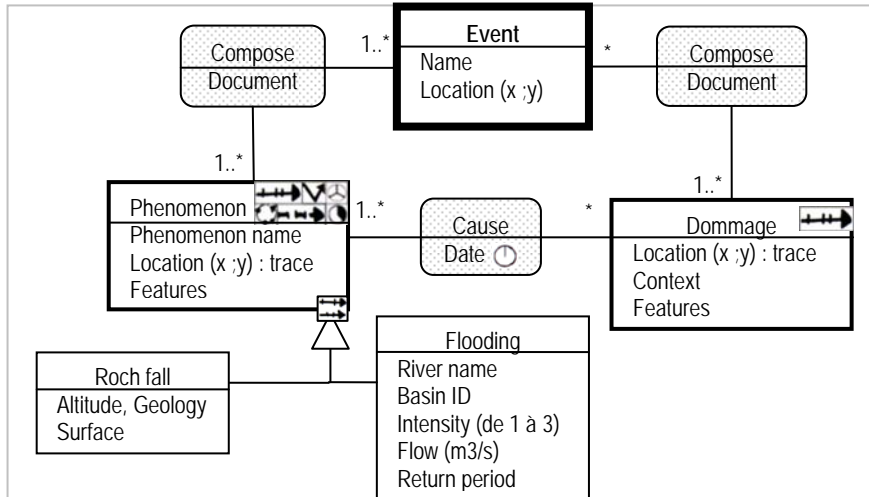 Compose
Document
1..*
Event
Name
Location (x ;y)
*
Compose
Document
1..*
1..*
Phenomenon
Phenomenon name
Location (x ;y) : trace
Features
1..*
Cause
Date
*
Dommage
Location (x ;y) : trace
Context
Features
Roch fall
Altitude, Geology
Surface
Flooding
River name
Basin ID
Intensity (de 1 à 3)
Flow (m3/s)
Return period